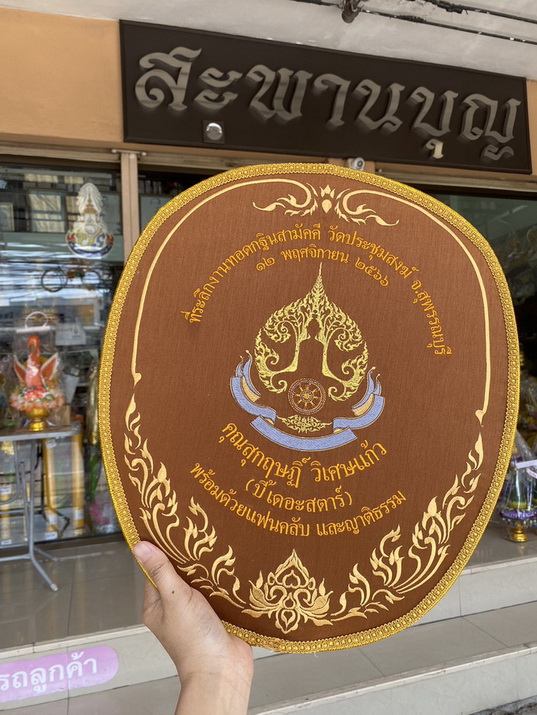 สะพานบุญ
ที่ระลึกงานทอดกฐินสามัคคี วัดประชุมสงฆ์ จ.สุพรรณบุรี
๑๒ พฤศจิกายน ๒๕๖๖
คุณสุกฤษฏิ์ วิเศษแก้ว
(บี้เดอะสตาร์)
พร้อมด้วยแฟนคลับ และญาติธรรม
รถลูกค้า